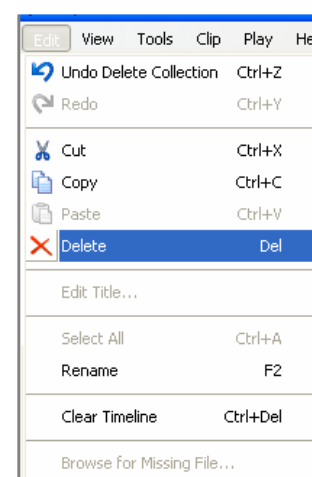 Edit View Tools Clip Play He
Undo Delete Collection Ctrl+Z
Redo Ctrl+Y
Cut Ctrl+X
Copy Ctrl+C
Paste Ctrl+V
Delete Del
Edit Title...
Select All Ctrl+A
Rename F2
Clear Timeline Ctrl+Del
Browse for Missing File...